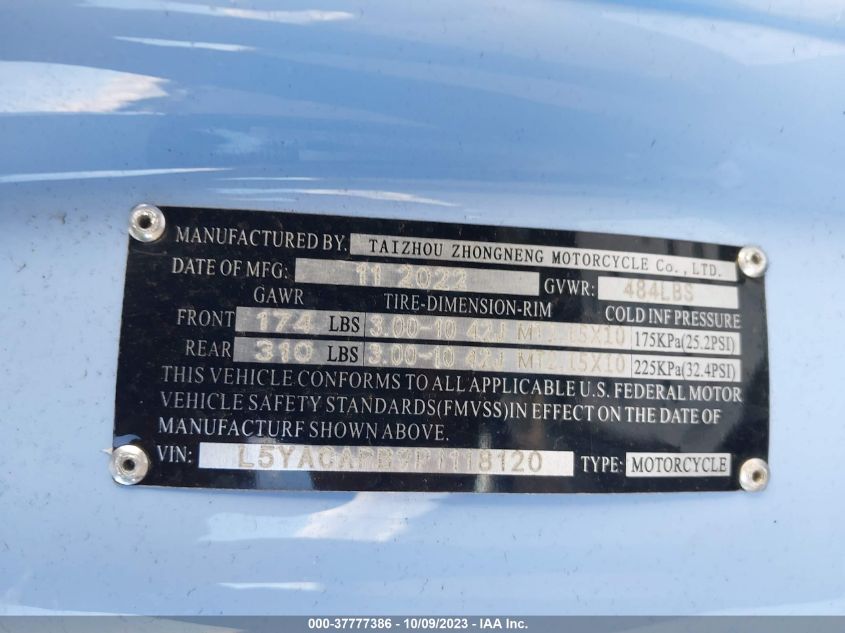 MANUFACTURED BY. TAIZHOU ZHONGNENG MOTORCYCLE Co., LTD.
DATE OF MFG: 11 2022 GVWR: 484LBS
GAWR TIRE-DIMENSION-RIM COLD INF PRESSURE
FRONT 174 LBS 3.00-10 42J MT2.15X10 175KPa(25.2PSI)
REAR 310 LBS 3.00-10 42J MT2.15X10 225KPa(32.4PSI)
THIS VEHICLE CONFORMS TO ALL APPLICABLE U.S. FEDERAL MOTOR
VEHICLE SAFETY STANDARDS(FMVSS)IN EFFECT ON THE DATE OF
MANUFACTURF SHOWN ABOVE.
VIN: TYPE: MOTORCYCLE
000-37777386 - 10/09/2023 - IAA Inc.